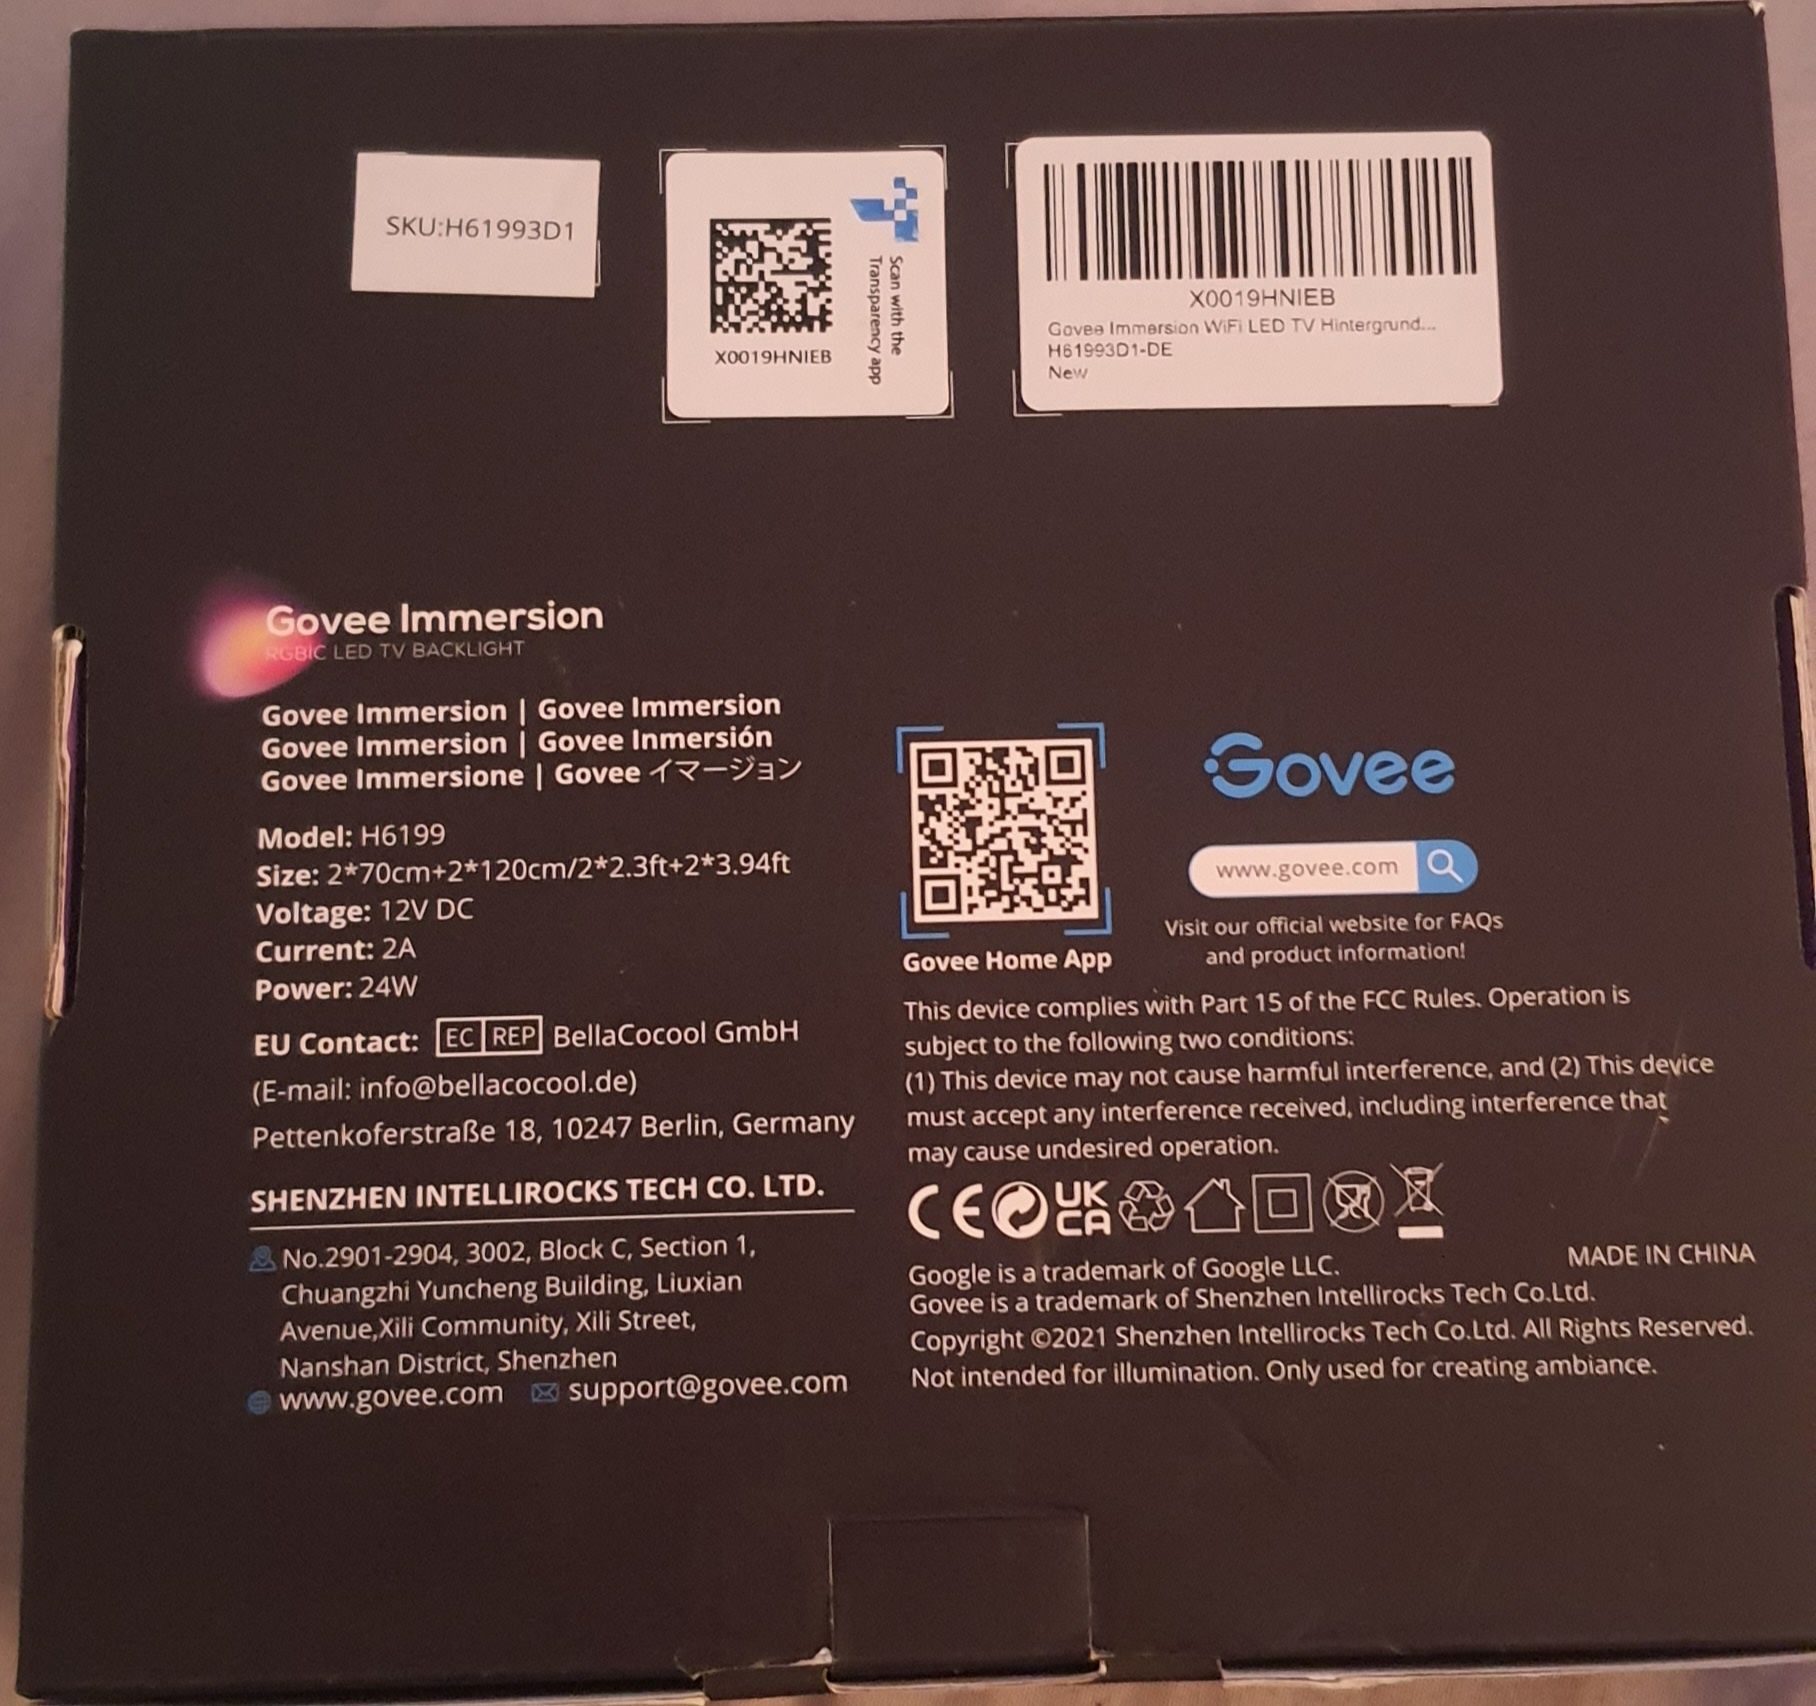 SKU:H61993D1
X0019HNIEB
Scan with the
Transparency app
X0019HNIEB
Govee Immersion WiFi LED TV Hintergrund...
H61993D1-DE
New
Govee Immersion
RGBIC LED TV BACKLIGHT
Govee Immersion | Govee Immersion
Govee Immersion | Govee Inmersión
Govee Immersione | Govee イマージョン
Model: H6199
Size: 2*70cm+2*120cm/2*2.3ft+2*3.94ft
Voltage: 12V DC
Current: 2A
Power: 24W
EU Contact: EC REP BellaCocool GmbH
(E-mail: info@bellacocool.de)
Pettenkoferstraße 18, 10247 Berlin, Germany
SHENZHEN INTELLIROCKS TECH CO. LTD.
No.2901-2904, 3002, Block C, Section 1,
Chuangzhi Yuncheng Building, Liuxian
Avenue,Xili Community, Xili Street,
Nanshan District, Shenzhen
www.govee.com support@govee.com
Govee Home App
Govee
www.govee.com
Visit our official website for FAQs
and product information!
This device complies with Part 15 of the FCC Rules. Operation is
subject to the following two conditions:
(1) This device may not cause harmful interference, and (2) This device
must accept any interference received, including interference that
may cause undesired operation.
CE UK
CA
MADE IN CHINA
Google is a trademark of Google LLC.
Govee is a trademark of Shenzhen Intellirocks Tech Co.Ltd.
Copyright ©2021 Shenzhen Intellirocks Tech Co.Ltd. All Rights Reserved.
Not intended for illumination. Only used for creating ambiance.